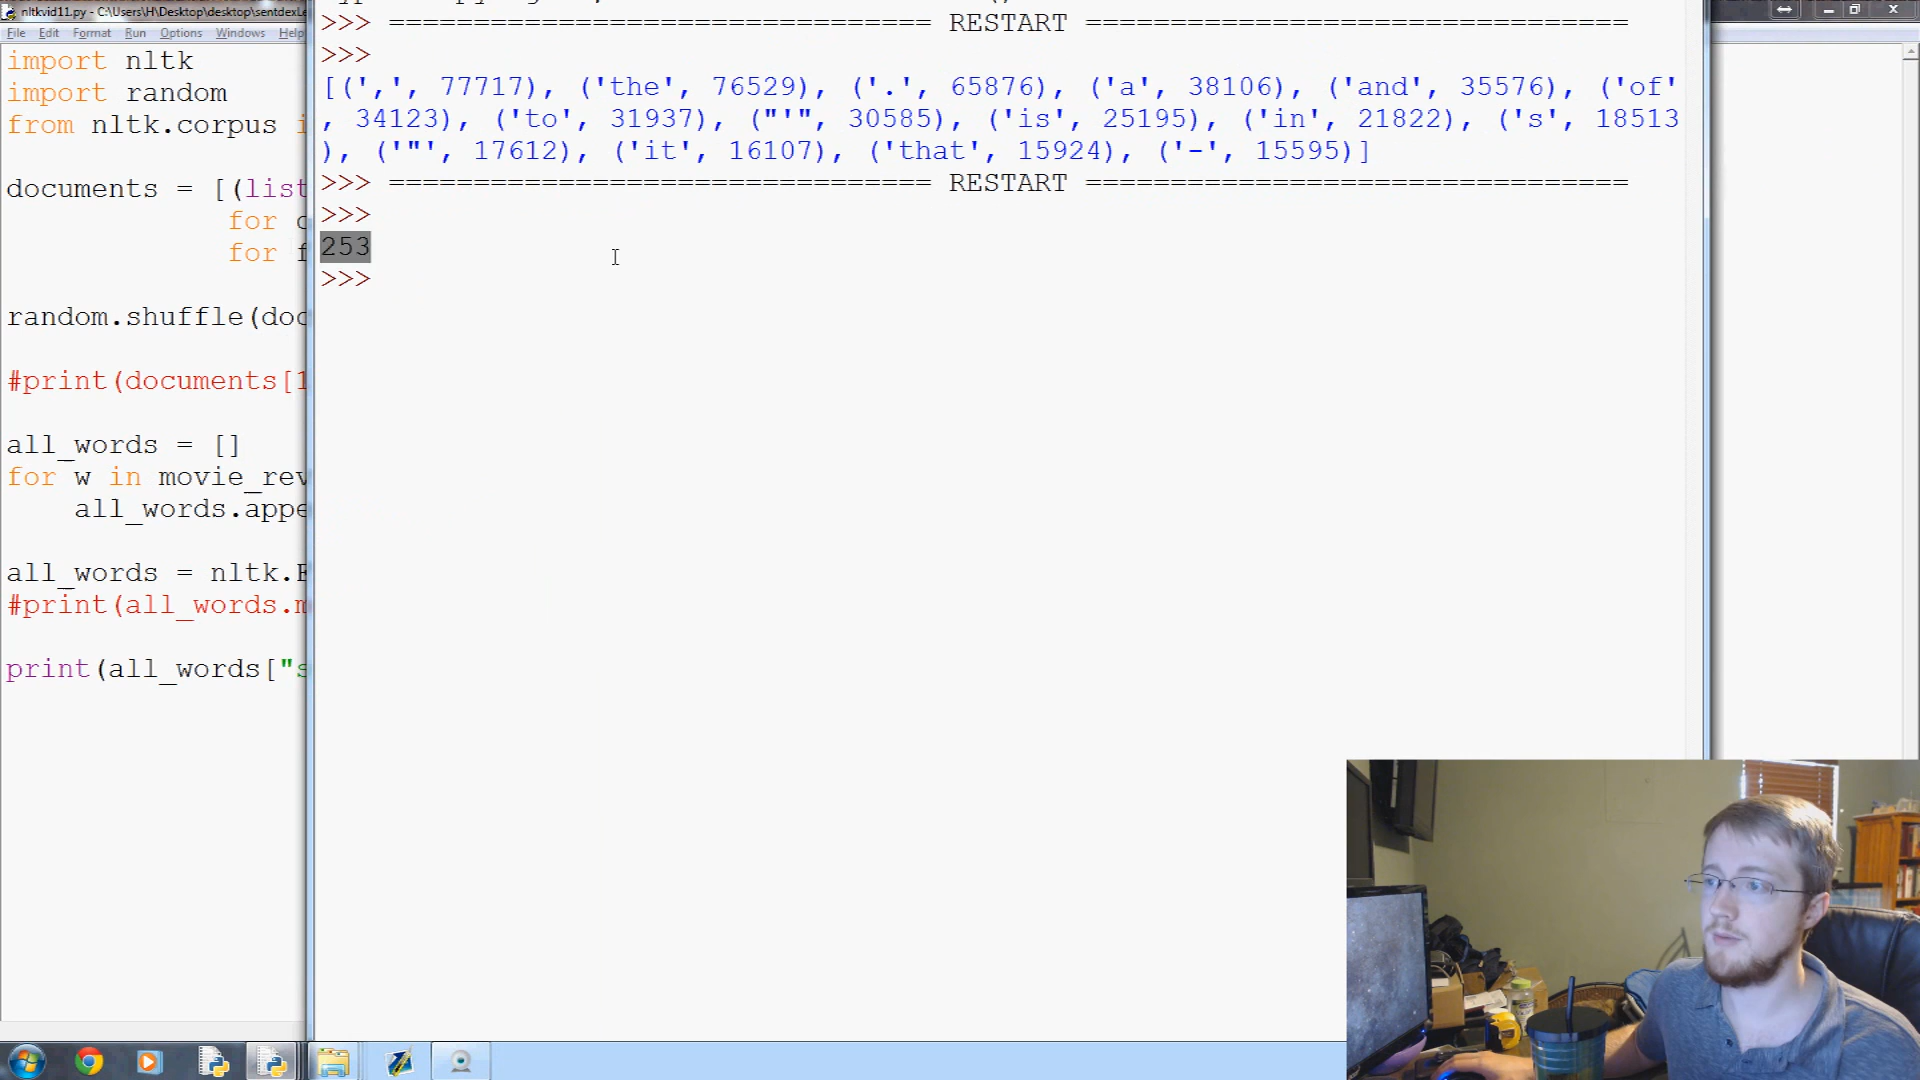 nltkvid11.py - C:\Users\H\Desktop\desktop\sentdexLe
File Edit Format Run Options Windows Help
import nltk
import random
from nltk.corpus i
documents = [(list
for c
for f
random.shuffle(doc
#print(documents[1
all_words = []
for w in movie_rev
all_words.appe
all_words = nltk.F
#print(all_words.m
print(all_words["s
>>> ================================ RESTART ================================
>>>
[(',', 77717), ('the', 76529), ('.', 65876), ('a', 38106), ('and', 35576), ('of'
, 34123), ('to', 31937), ("'", 30585), ('is', 25195), ('in', 21822), ('s', 18513
), ('"', 17612), ('it', 16107), ('that', 15924), ('-', 15595)]
>>> ================================ RESTART ================================
>>>
253
>>>